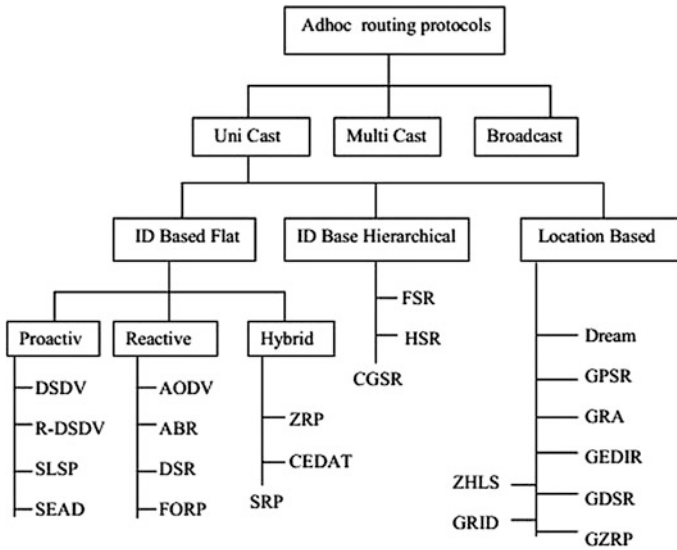 Adhoc routing protocols
Uni Cast
Multi Cast
Broadcast
ID Based Flat
ID Base Hierarchical
Location Based
Proactiv
Reactive
Hybrid
DSDV
R-DSDV
SLSP
SEAD
AODV
ABR
DSR
FORP
ZRP
CEDAT
SRP
FSR
HSR
CGSR
Dream
GPSR
GRA
GEDIR
ZHLS
GDSR
GRID
GZRP